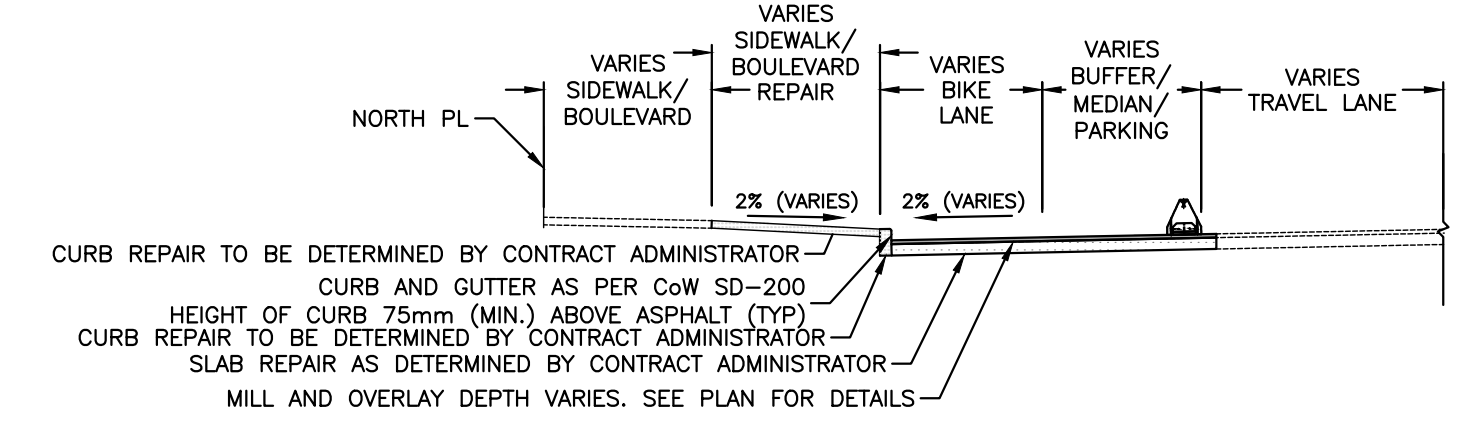 VARIES
SIDEWALK/
BOULEVARD
REPAIR
VARIES
SIDEWALK/
BOULEVARD
VARIES
BIKE
LANE
VARIES
BUFFER/
MEDIAN/
PARKING
VARIES
TRAVEL LANE
NORTH PL
2% (VARIES)
2% (VARIES)
CURB REPAIR TO BE DETERMINED BY CONTRACT ADMINISTRATOR
CURB AND GUTTER AS PER CoW SD-200
HEIGHT OF CURB 75mm (MIN.) ABOVE ASPHALT (TYP)
CURB REPAIR TO BE DETERMINED BY CONTRACT ADMINISTRATOR
SLAB REPAIR AS DETERMINED BY CONTRACT ADMINISTRATOR
MILL AND OVERLAY DEPTH VARIES. SEE PLAN FOR DETAILS